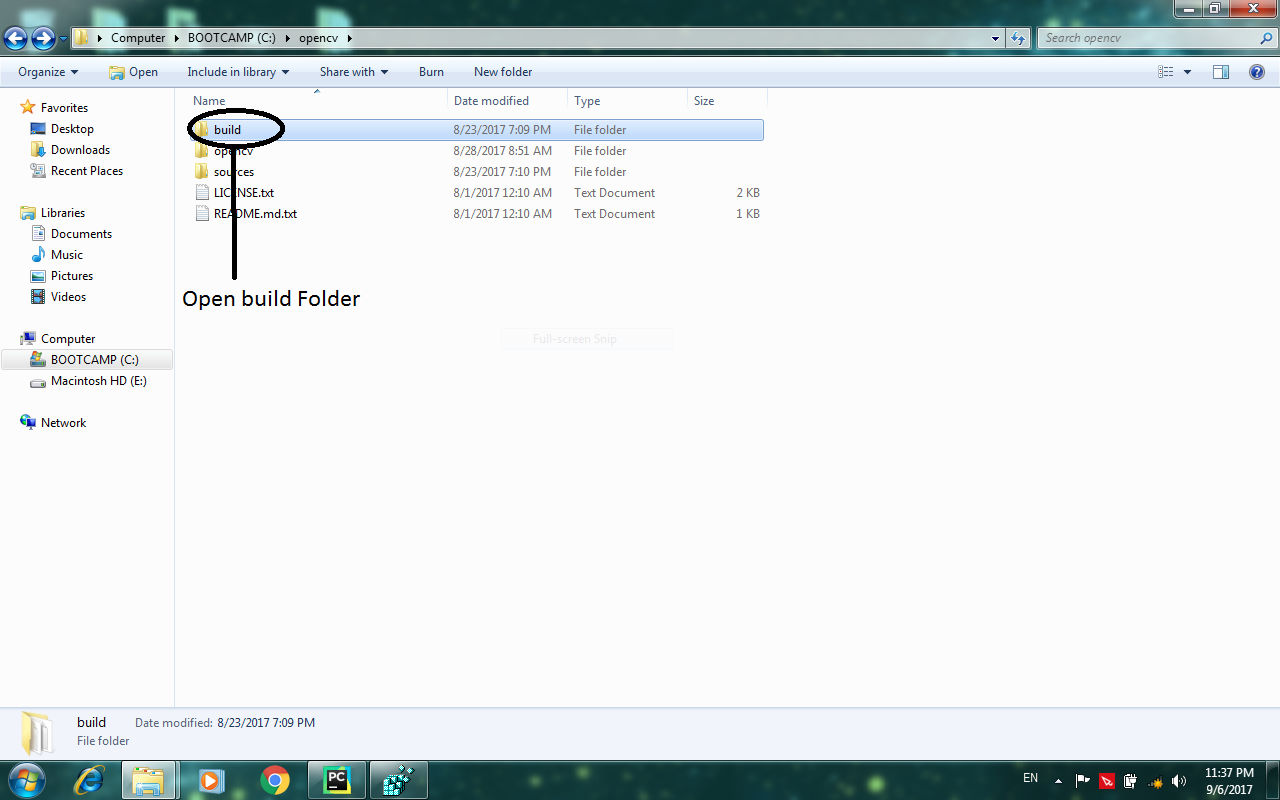 Computer BOOTCAMP (C:) opencv
Search opencv
Organize Open Include in library Share with Burn New folder
Name Date modified Type Size
Favorites
Desktop
Downloads
Recent Places
Libraries
Documents
Music
Pictures
Videos
Computer
BOOTCAMP (C:)
Macintosh HD (E:)
Network
build 8/23/2017 7:09 PM File folder
opencv 8/28/2017 8:51 AM File folder
sources 8/23/2017 7:10 PM File folder
LICENSE.txt 8/1/2017 12:10 AM Text Document 2 KB
README.md.txt 8/1/2017 12:10 AM Text Document 1 KB
Open build Folder
Full-screen Snip
build Date modified: 8/23/2017 7:09 PM
File folder
PC
EN
11:37 PM
9/6/2017